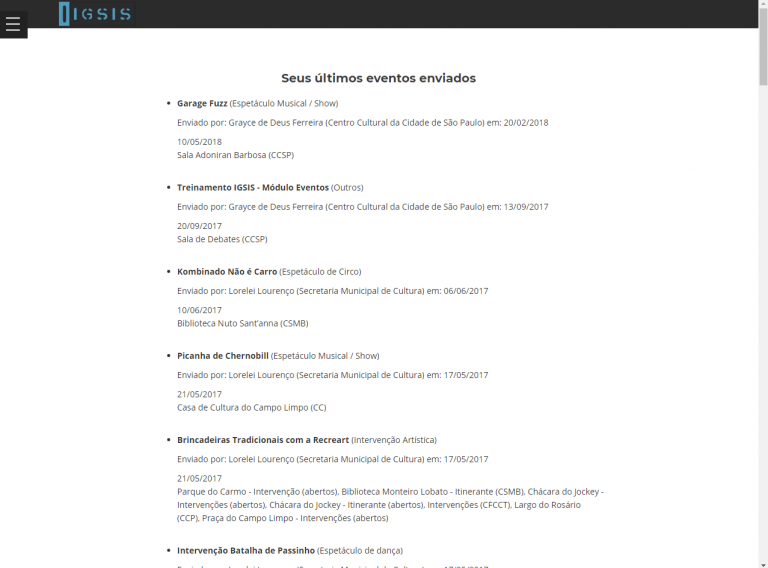 IGSIS
Seus últimos eventos enviados
Garage Fuzz (Espetáculo Musical / Show)
Enviado por: Grayce de Deus Ferreira (Centro Cultural da Cidade de São Paulo) em: 20/02/2018
10/05/2018
Sala Adoniran Barbosa (CCSP)
Treinamento IGSIS - Módulo Eventos (Outros)
Enviado por: Grayce de Deus Ferreira (Centro Cultural da Cidade de São Paulo) em: 13/09/2017
20/09/2017
Sala de Debates (CCSP)
Kombinado Não é Carro (Espetáculo de Circo)
Enviado por: Lorelei Lourenço (Secretaria Municipal de Cultura) em: 06/06/2017
10/06/2017
Biblioteca Nuto Sant'anna (CSMB)
Picanha de Chernobill (Espetáculo Musical / Show)
Enviado por: Lorelei Lourenço (Secretaria Municipal de Cultura) em: 17/05/2017
21/05/2017
Casa de Cultura do Campo Limpo (CC)
Brincadeiras Tradicionais com a Recreart (Intervenção Artística)
Enviado por: Lorelei Lourenço (Secretaria Municipal de Cultura) em: 17/05/2017
21/05/2017
Parque do Carmo - Intervenção (abertos), Biblioteca Monteiro Lobato - Itinerante (CSMB), Chácara do Jockey -
Intervenções (abertos), Chácara do Jockey - Itinerante (abertos), Intervenções (CFCCT), Largo do Rosário
(CCP), Praça do Campo Limpo - Intervenções (abertos)
Intervenção Batalha de Passinho (Espetáculo de dança)